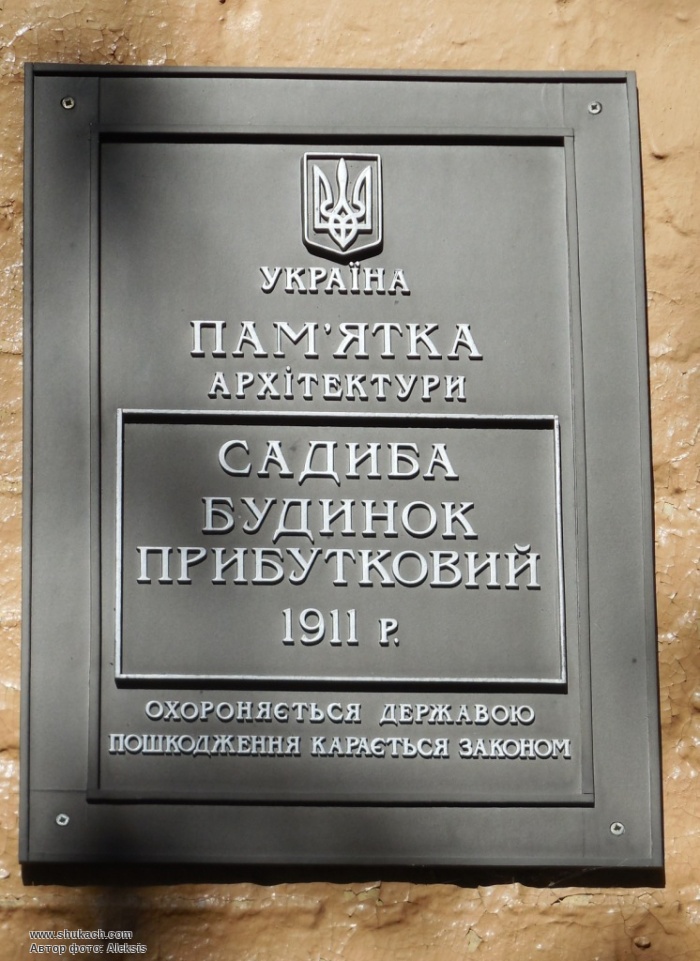 УКРАЇНА
ПАМ'ЯТКА
АРХІТЕКТУРИ
САДИБА
БУДИНОК
ПРИБУТКОВИЙ
1911 р.
ОХОРОНЯЄТЬСЯ ДЕРЖАВОЮ
ПОШКОДЖЕННЯ КАРАЄТЬСЯ ЗАКОНОМ
www.shukach.com
Автор фото: Aleksis